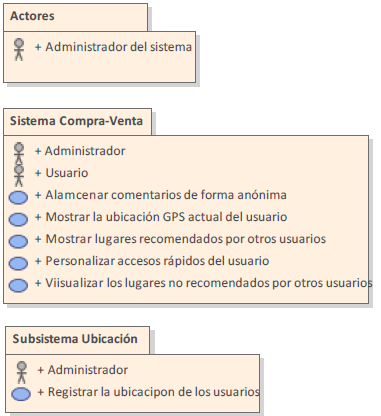 Actores
+ Administrador del sistema
Sistema Compra-Venta
+ Administrador
+ Usuario
+ Alamcenar comentarios de forma anónima
+ Mostrar la ubicación GPS actual del usuario
+ Mostrar lugares recomendados por otros usuarios
+ Personalizar accesos rápidos del usuario
+ Viisualizar los lugares no recomendados por otros usuarios
Subsistema Ubicación
+ Administrador
+ Registrar la ubicacipon de los usuarios